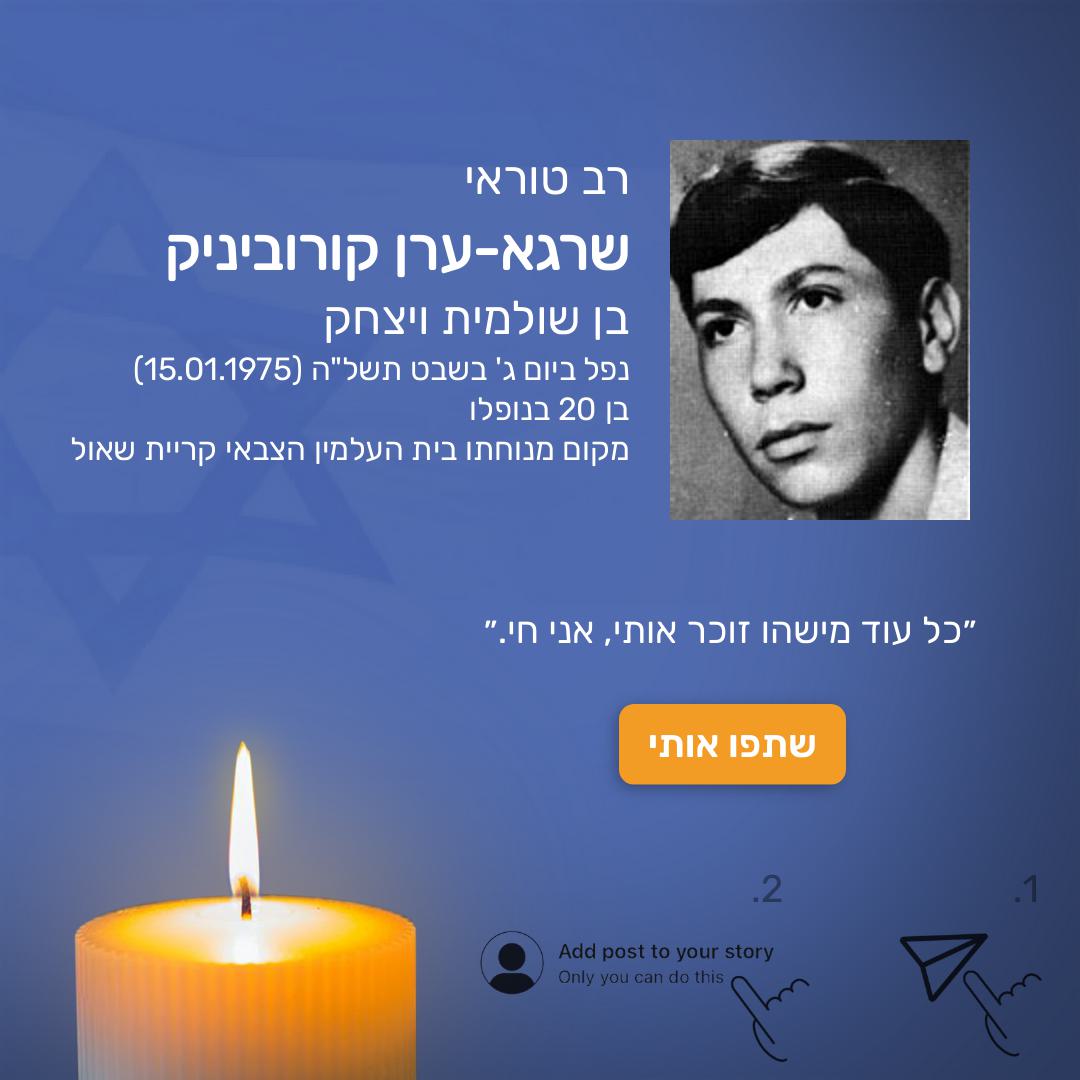 רב טוראי
שרגא-ערן קורוביניק
בן שולמית ויצחק
נפל ביום ג' בשבט תשל"ה (15.01.1975)
בן 20 בנופלו
מקום מנוחתו בית העלמין הצבאי קריית שאול
״כל עוד מישהו זוכר אותי, אני חי.״
שתפו אותי
1.
2.
Add post to your story
Only you can do this